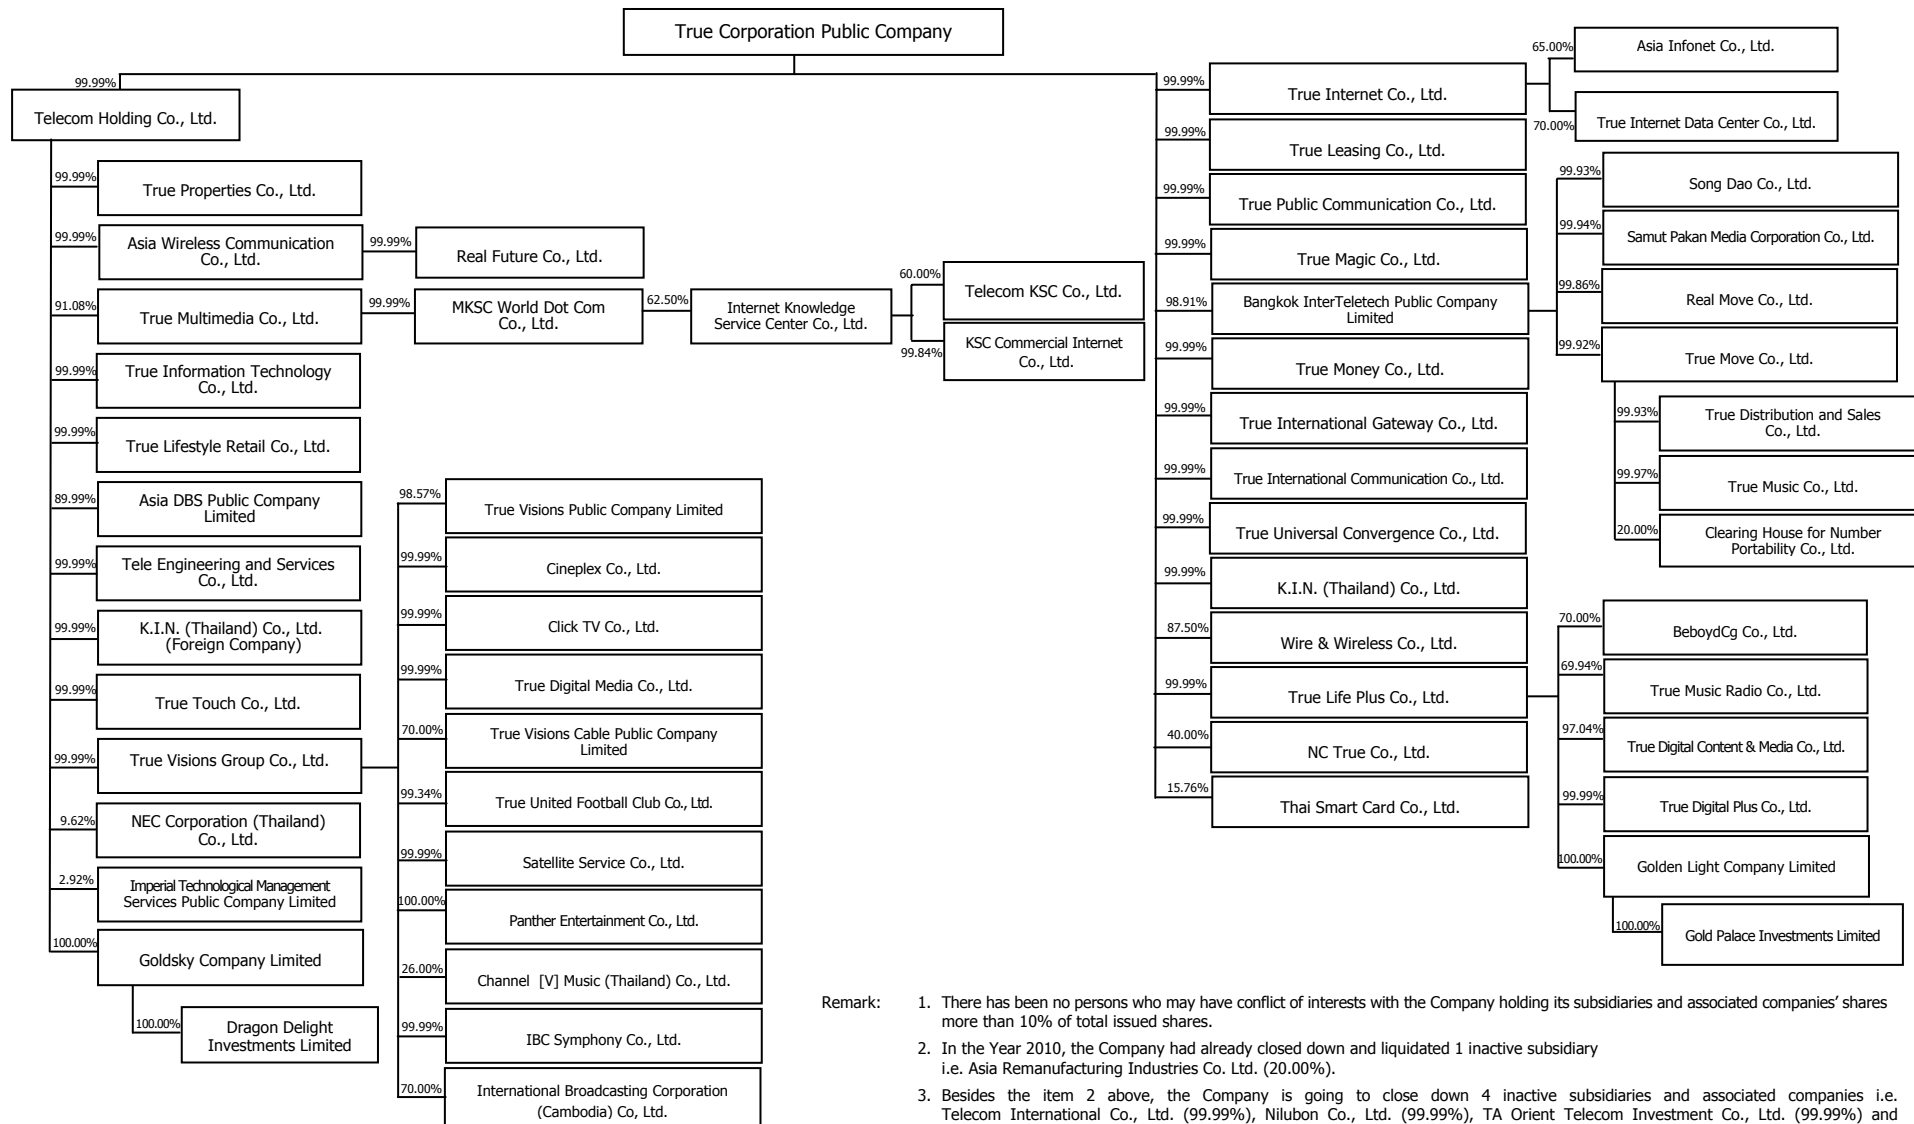 True Corporation Public Company
99.99%
Telecom Holding Co., Ltd.
99.99%
True Properties Co., Ltd.
99.99%
Asia Wireless Communication
Co., Ltd.
99.99%
Real Future Co., Ltd.
91.08%
True Multimedia Co., Ltd.
99.99%
MKSC World Dot Com
Co., Ltd.
62.50%
Internet Knowledge
Service Center Co., Ltd.
60.00%
Telecom KSC Co., Ltd.
99.84%
KSC Commercial Internet
Co., Ltd.
99.99%
True Information Technology
Co., Ltd.
99.99%
True Lifestyle Retail Co., Ltd.
89.99%
Asia DBS Public Company
Limited
99.99%
Tele Engineering and Services
Co., Ltd.
99.99%
K.I.N. (Thailand) Co., Ltd.
(Foreign Company)
99.99%
True Touch Co., Ltd.
99.99%
True Visions Group Co., Ltd.
9.62%
NEC Corporation (Thailand)
Co., Ltd.
2.92%
Imperial Technological Management
Services Public Company Limited
100.00%
Goldsky Company Limited
100.00%
Dragon Delight
Investments Limited
98.57%
True Visions Public Company Limited
99.99%
Cineplex Co., Ltd.
99.99%
Click TV Co., Ltd.
99.99%
True Digital Media Co., Ltd.
70.00%
True Visions Cable Public Company
Limited
99.34%
True United Football Club Co., Ltd.
99.99%
Satellite Service Co., Ltd.
100.00%
Panther Entertainment Co., Ltd.
26.00%
Channel [V] Music (Thailand) Co., Ltd.
99.99%
IBC Symphony Co., Ltd.
70.00%
International Broadcasting Corporation
(Cambodia) Co, Ltd.
99.99%
True Internet Co., Ltd.
65.00%
Asia Infonet Co., Ltd.
70.00%
True Internet Data Center Co., Ltd.
99.99%
True Leasing Co., Ltd.
99.99%
True Public Communication Co., Ltd.
99.99%
True Magic Co., Ltd.
98.91%
Bangkok InterTeletech Public Company
Limited
99.93%
Song Dao Co., Ltd.
99.94%
Samut Pakan Media Corporation Co., Ltd.
99.86%
Real Move Co., Ltd.
99.92%
True Move Co., Ltd.
99.93%
True Distribution and Sales
Co., Ltd.
99.97%
True Music Co., Ltd.
20.00%
Clearing House for Number
Portability Co., Ltd.
99.99%
True Money Co., Ltd.
99.99%
True International Gateway Co., Ltd.
99.99%
True International Communication Co., Ltd.
99.99%
True Universal Convergence Co., Ltd.
99.99%
K.I.N. (Thailand) Co., Ltd.
87.50%
Wire & Wireless Co., Ltd.
99.99%
True Life Plus Co., Ltd.
70.00%
BeboydCg Co., Ltd.
69.94%
True Music Radio Co., Ltd.
97.04%
True Digital Content & Media Co., Ltd.
99.99%
True Digital Plus Co., Ltd.
100.00%
Golden Light Company Limited
100.00%
Gold Palace Investments Limited
40.00%
NC True Co., Ltd.
15.76%
Thai Smart Card Co., Ltd.
Remark: 1. There has been no persons who may have conflict of interests with the Company holding its subsidiaries and associated companies' shares
more than 10% of total issued shares.
2. In the Year 2010, the Company had already closed down and liquidated 1 inactive subsidiary
i.e. Asia Remanufacturing Industries Co. Ltd. (20.00%).
3. Besides the item 2 above, the Company is going to close down 4 inactive subsidiaries and associated companies i.e.
Telecom International Co., Ltd. (99.99%), Nilubon Co., Ltd. (99.99%), TA Orient Telecom Investment Co., Ltd. (99.99%) and